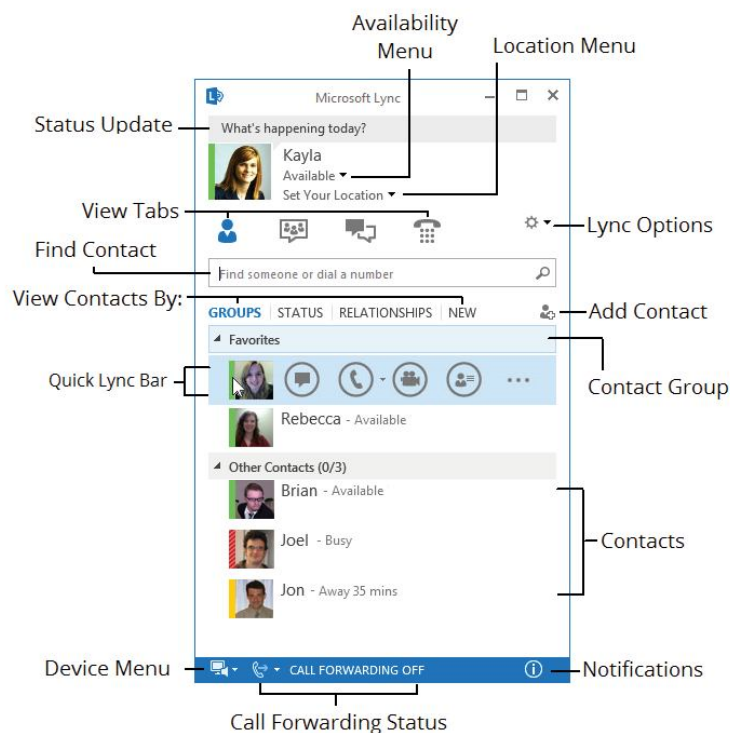 Availability
Menu
Location Menu
Microsoft Lync
Status Update
What's happening today?
Kayla
Available
Set Your Location
View Tabs
Lync Options
Find Contact
Find someone or dial a number
View Contacts By:
GROUPS STATUS RELATIONSHIPS NEW
Add Contact
Favorites
Quick Lync Bar
Contact Group
Rebecca - Available
Other Contacts (0/3)
Brian - Available
Joel - Busy
Contacts
Jon - Away 35 mins
Device Menu
CALL FORWARDING OFF
Notifications
Call Forwarding Status